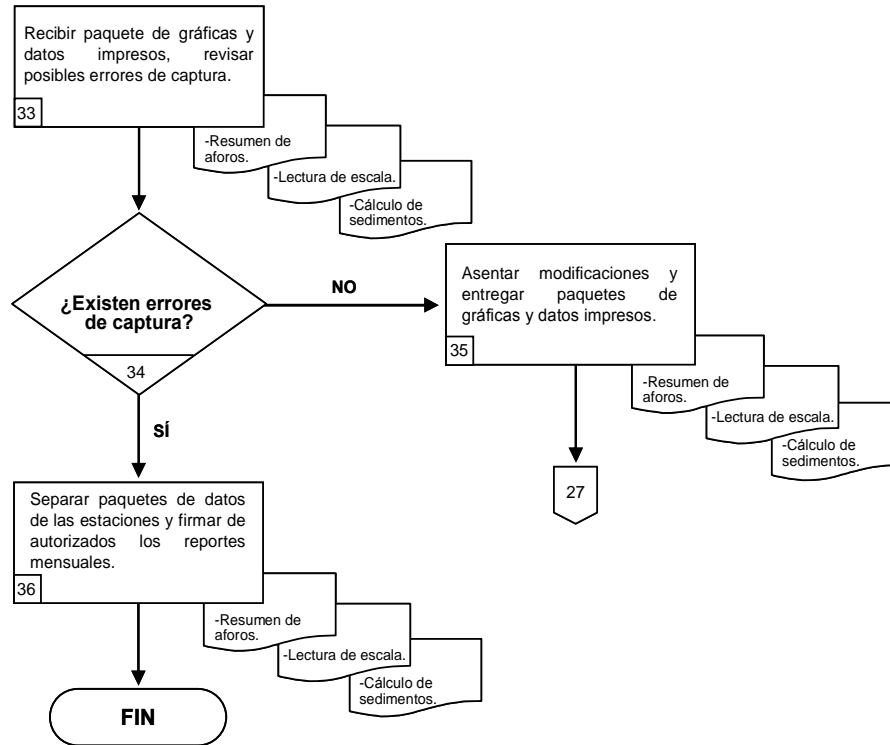 Recibir paquete de gráficas y
datos impresos, revisar
posibles errores de captura.
33
-Resumen de
aforos.
-Lectura de escala.
-Cálculo de
sedimentos.
¿Existen errores
de captura?
34
NO
Asentar modificaciones y
entregar paquetes de
gráficas y datos impresos.
35
-Resumen de
aforos.
-Lectura de escala.
-Cálculo de
sedimentos.
27
SÍ
Separar paquetes de datos
de las estaciones y firmar de
autorizados los reportes
mensuales.
36
-Resumen de
aforos.
-Lectura de escala.
-Cálculo de
sedimentos.
FIN